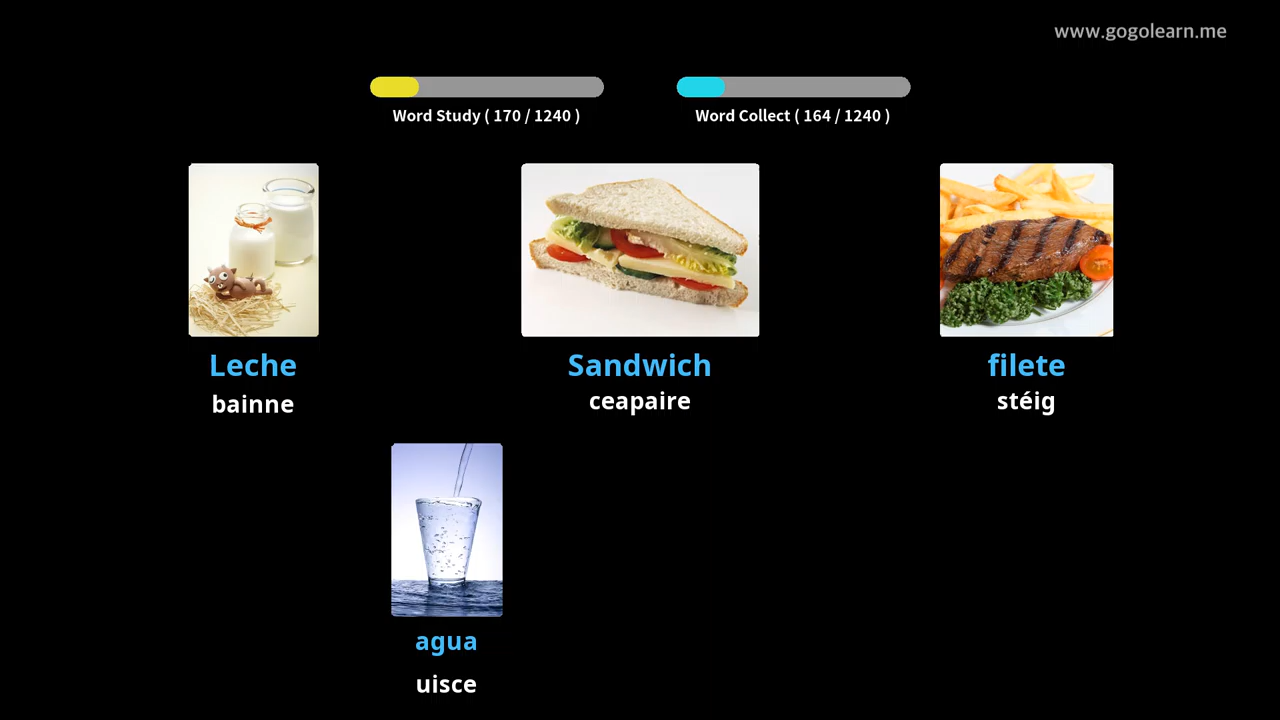 www.gogolearn.me
Word Study ( 170 / 1240 )
Word Collect ( 164 / 1240 )
Leche
bainne
Sandwich
ceapaire
filete
stéig
agua
uisce